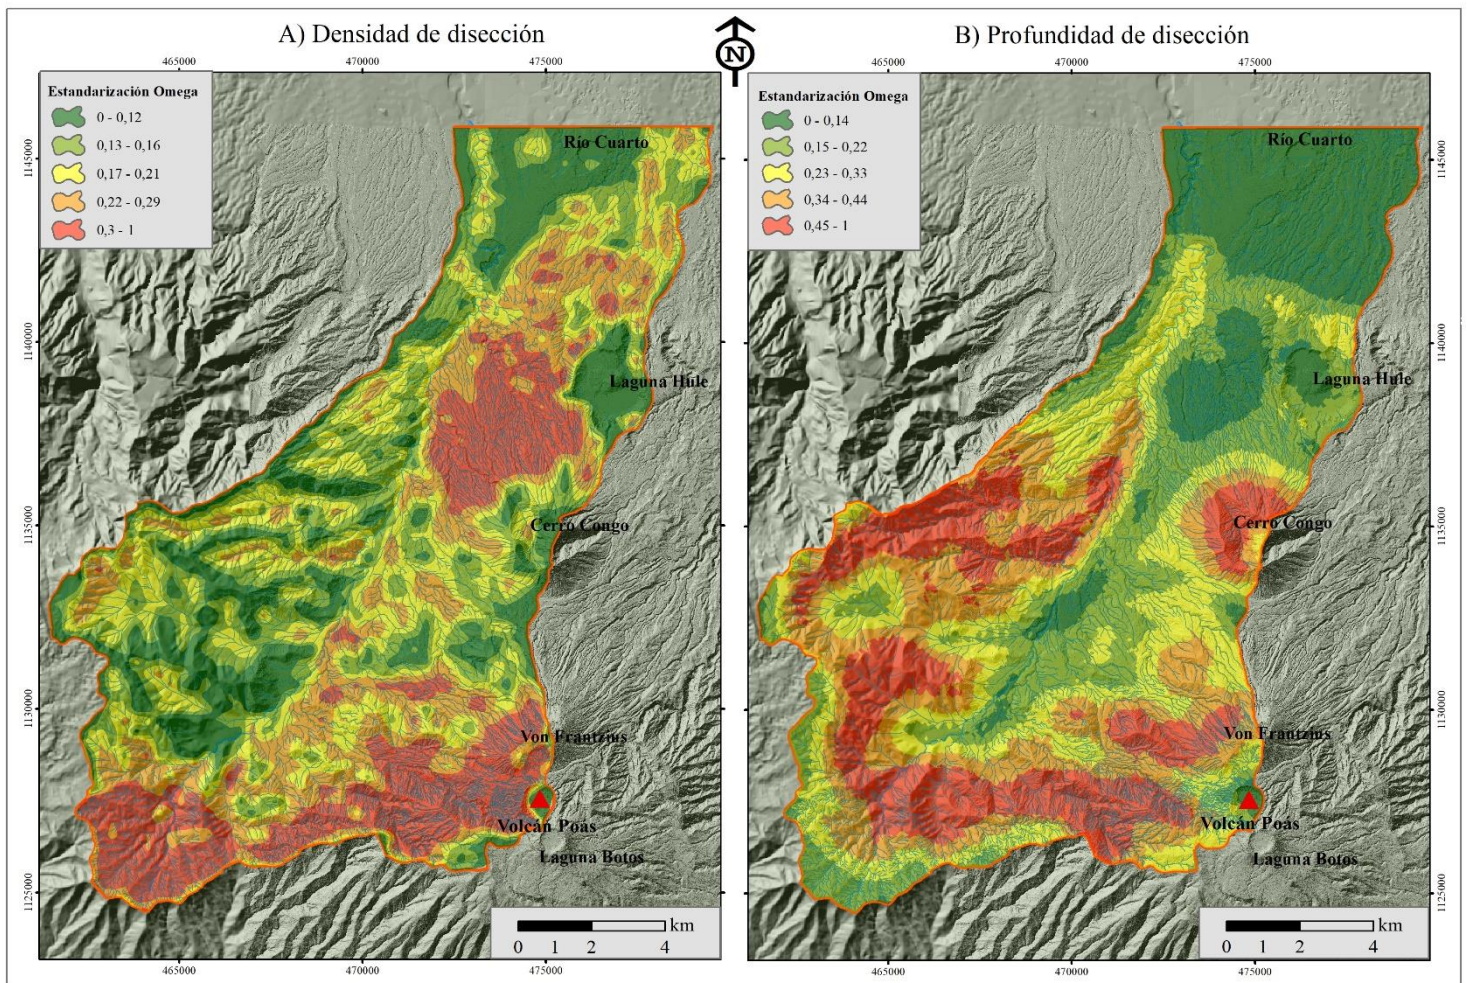 A) Densidad de disección
N
B) Profundidad de disección
465000
470000
475000
465000
470000
475000
Estandarización Omega
0 - 0,12
0,13 - 0,16
0,17 - 0,21
0,22 - 0,29
0,3 - 1
Estandarización Omega
0 - 0,14
0,15 - 0,22
0,23 - 0,33
0,34 - 0,44
0,45 - 1
1145000
1140000
1135000
1130000
1125000
Río Cuarto
Laguna Hule
Cerro Congo
Von Frantzius
Volcán Poás
Laguna Botos
km
0 1 2 4
Río Cuarto
Laguna Hule
Cerro Congo
Von Frantzius
Volcán Poás
Laguna Botos
km
0 1 2 4
1145000
1140000
1135000
1130000
1125000
465000
470000
475000
465000
470000
475000